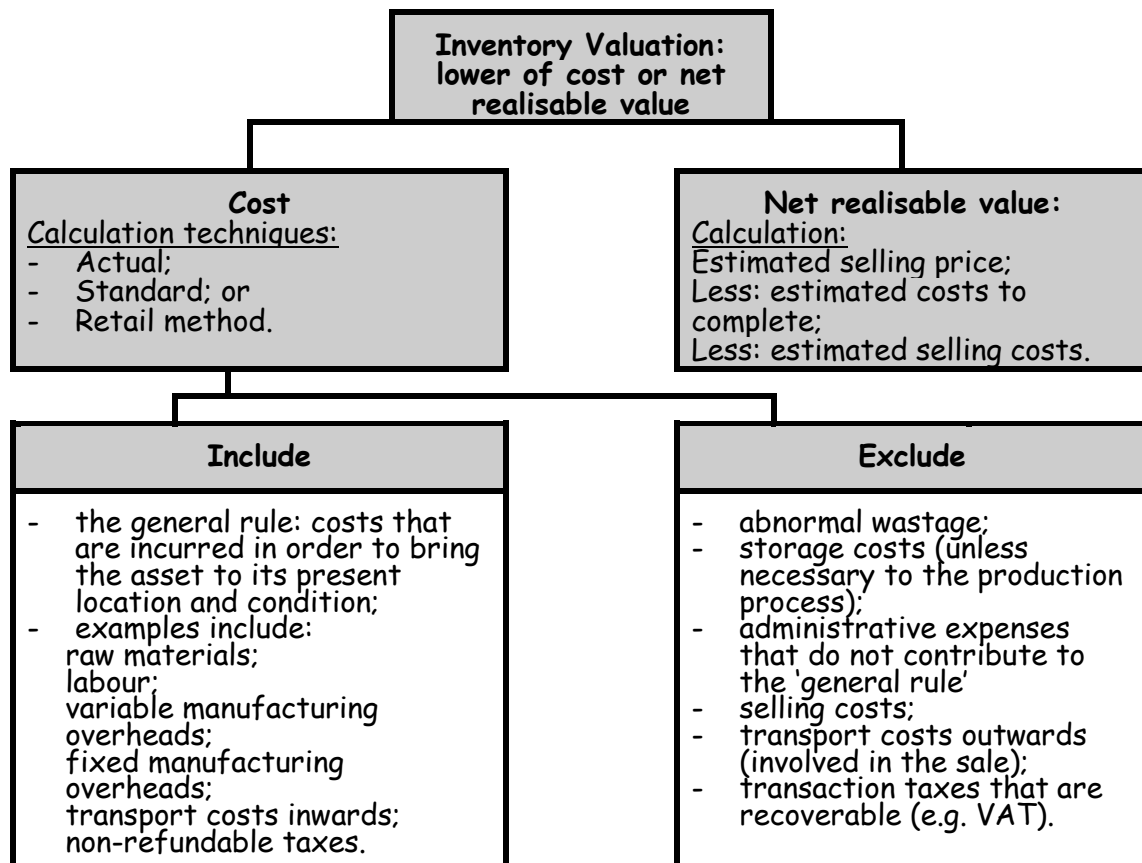 Inventory Valuation:
lower of cost or net
realisable value
Cost
Calculation techniques:
- Actual;
- Standard; or
- Retail method.
Net realisable value:
Calculation:
Estimated selling price;
Less: estimated costs to
complete;
Less: estimated selling costs.
Include
- the general rule: costs that
are incurred in order to bring
the asset to its present
location and condition;
- examples include:
raw materials;
labour;
variable manufacturing
overheads;
fixed manufacturing
overheads;
transport costs inwards;
non-refundable taxes.
Exclude
- abnormal wastage;
- storage costs (unless
necessary to the production
process);
- administrative expenses
that do not contribute to
the ‘general rule’
- selling costs;
- transport costs outwards
(involved in the sale);
- transaction taxes that are
recoverable (e.g. VAT).